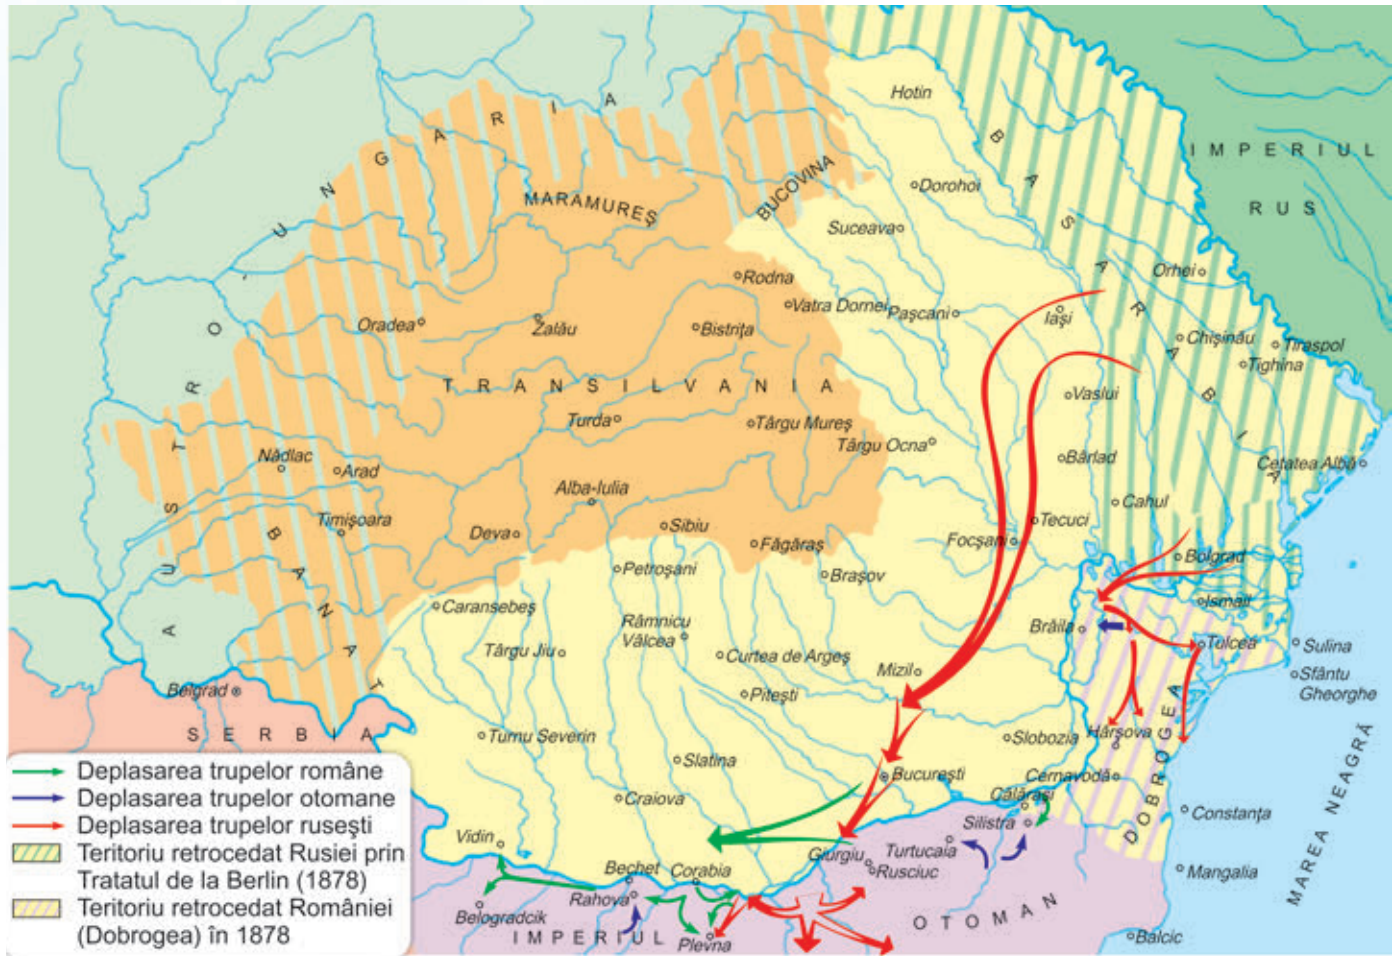 Hotin
BASARABIA
IMPERIUL
RUS
AUSTRO-UNGARIA
MARAMUREŞ
BUCOVINA
Dorohoi
Suceava
Rodna
Orhei
Vatra Dornei
Paşcani
Iaşi
Oradea
Zalău
Bistriţa
Chişinău
Tiraspol
Tighina
TRANSILVANIA
Vaslui
Turda
Târgu Mureş
Târgu Ocna
Nădlac
Arad
Bârlad
Cetatea Albă
Alba-Iulia
Cahul
Timişoara
BANAT
Deva
Sibiu
Făgăraş
Focşani
Tecuci
Bolgrad
Petroşani
Braşov
Caransebeş
Ismail
Râmnicu
Vâlcea
Brăila
Tulcea
Sulina
Târgu Jiu
Curtea de Argeş
Mizil
Sfântu
Gheorghe
Belgrad
Piteşti
SERBIA
Turnu Severin
Slobozia
Hârşova
DOBROGEA
MAREA NEAGRĂ
Slatina
Bucureşti
Cernavodă
Călăraşi
Craiova
Constanţa
Silistra
Vidin
Giurgiu
Turtucaia
Rusciuc
Mangalia
Bechet
Corabia
Rahova
Belogradcik
IMPERIUL
OTOMAN
Plevna
Balcic
Deplasarea trupelor române
Deplasarea trupelor otomane
Deplasarea trupelor ruseşti
Teritoriu retrocedat Rusiei prin
Tratatul de la Berlin (1878)
Teritoriu retrocedat României
(Dobrogea) în 1878